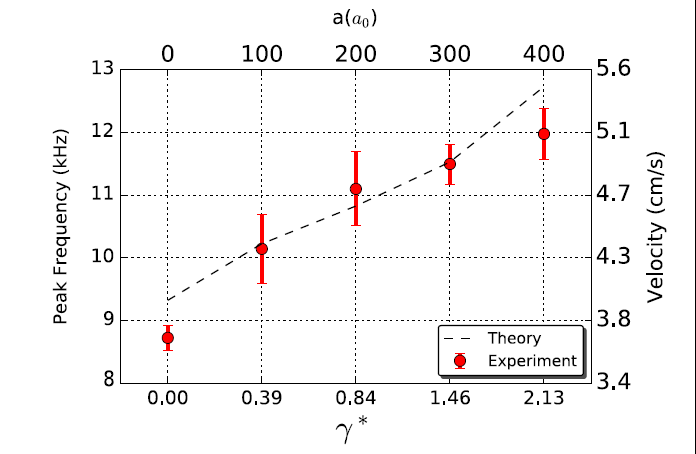 a(a₀)
0 100 200 300 400
13 5.6
12 5.1
11 4.7
10 4.3
9 3.8
8 3.4
Peak Frequency (kHz)
Velocity (cm/s)
Theory
Experiment
0.00 0.39 0.84 1.46 2.13
γ*